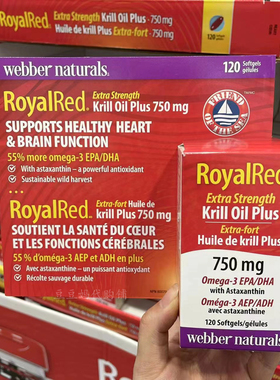 RoyalRed Extra Strength Krill Oil Plus - 750 mg
Huile de krill Plus Extra-fort - 750 mg
120 Softgels gélules
webber naturals®
120 Softgels gélules
RoyalRed™ Extra Strength Krill Oil Plus 750 mg
SUPPORTS HEALTHY HEART
& BRAIN FUNCTION
55% more omega-3 EPA/DHA
• With astaxanthin – a powerful antioxidant
• Sustainable wild harvest
FRIEND OF THE SEA
RoyalRed™ Extra-fort Huile de krill plus 750 mg
SOUTIENT LA SANTÉ DU CŒUR
ET LES FONCTIONS CÉRÉBRALES
55 % d'oméga-3 AEP et ADH en plus
• Avec astaxanthine – un puissant antioxydant
• Récolte sauvage durable
RoyalRed
Extra Strength
Krill Oil Plus
Extra-fort
Huile de krill Plus
750 mg
Omega-3 EPA/DHA
with Astaxanthin
Oméga-3 AEP/ADH
avec astaxanthine
120 Softgels/gélules
webber naturals